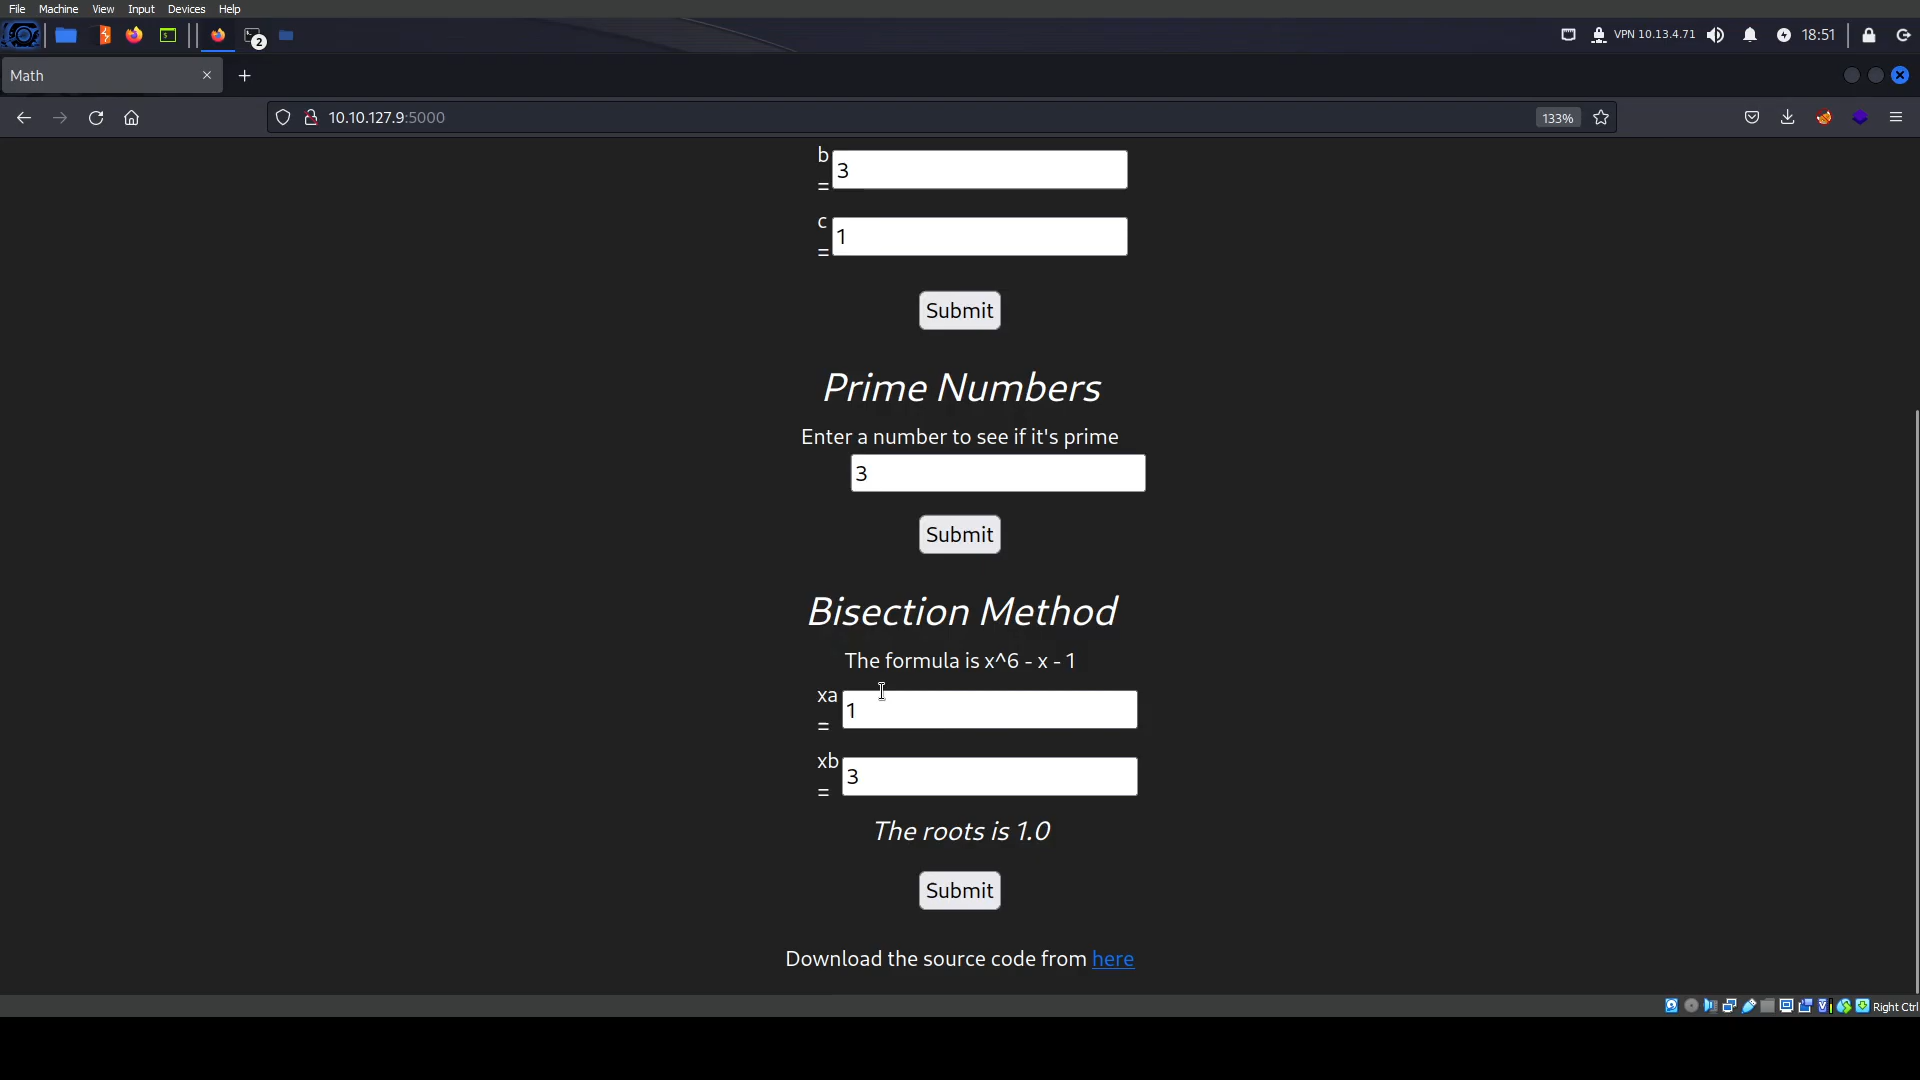 File Machine View Input Devices Help
2 VPN 10.13.4.71 18:51
Math
10.10.127.9:5000 133%
b
= 3
c
= 1
Submit
Prime Numbers
Enter a number to see if it's prime
3
Submit
Bisection Method
The formula is x^6 - x - 1
xa
= 1
xb
= 3
The roots is 1.0
Submit
Download the source code from here
Right Ctrl